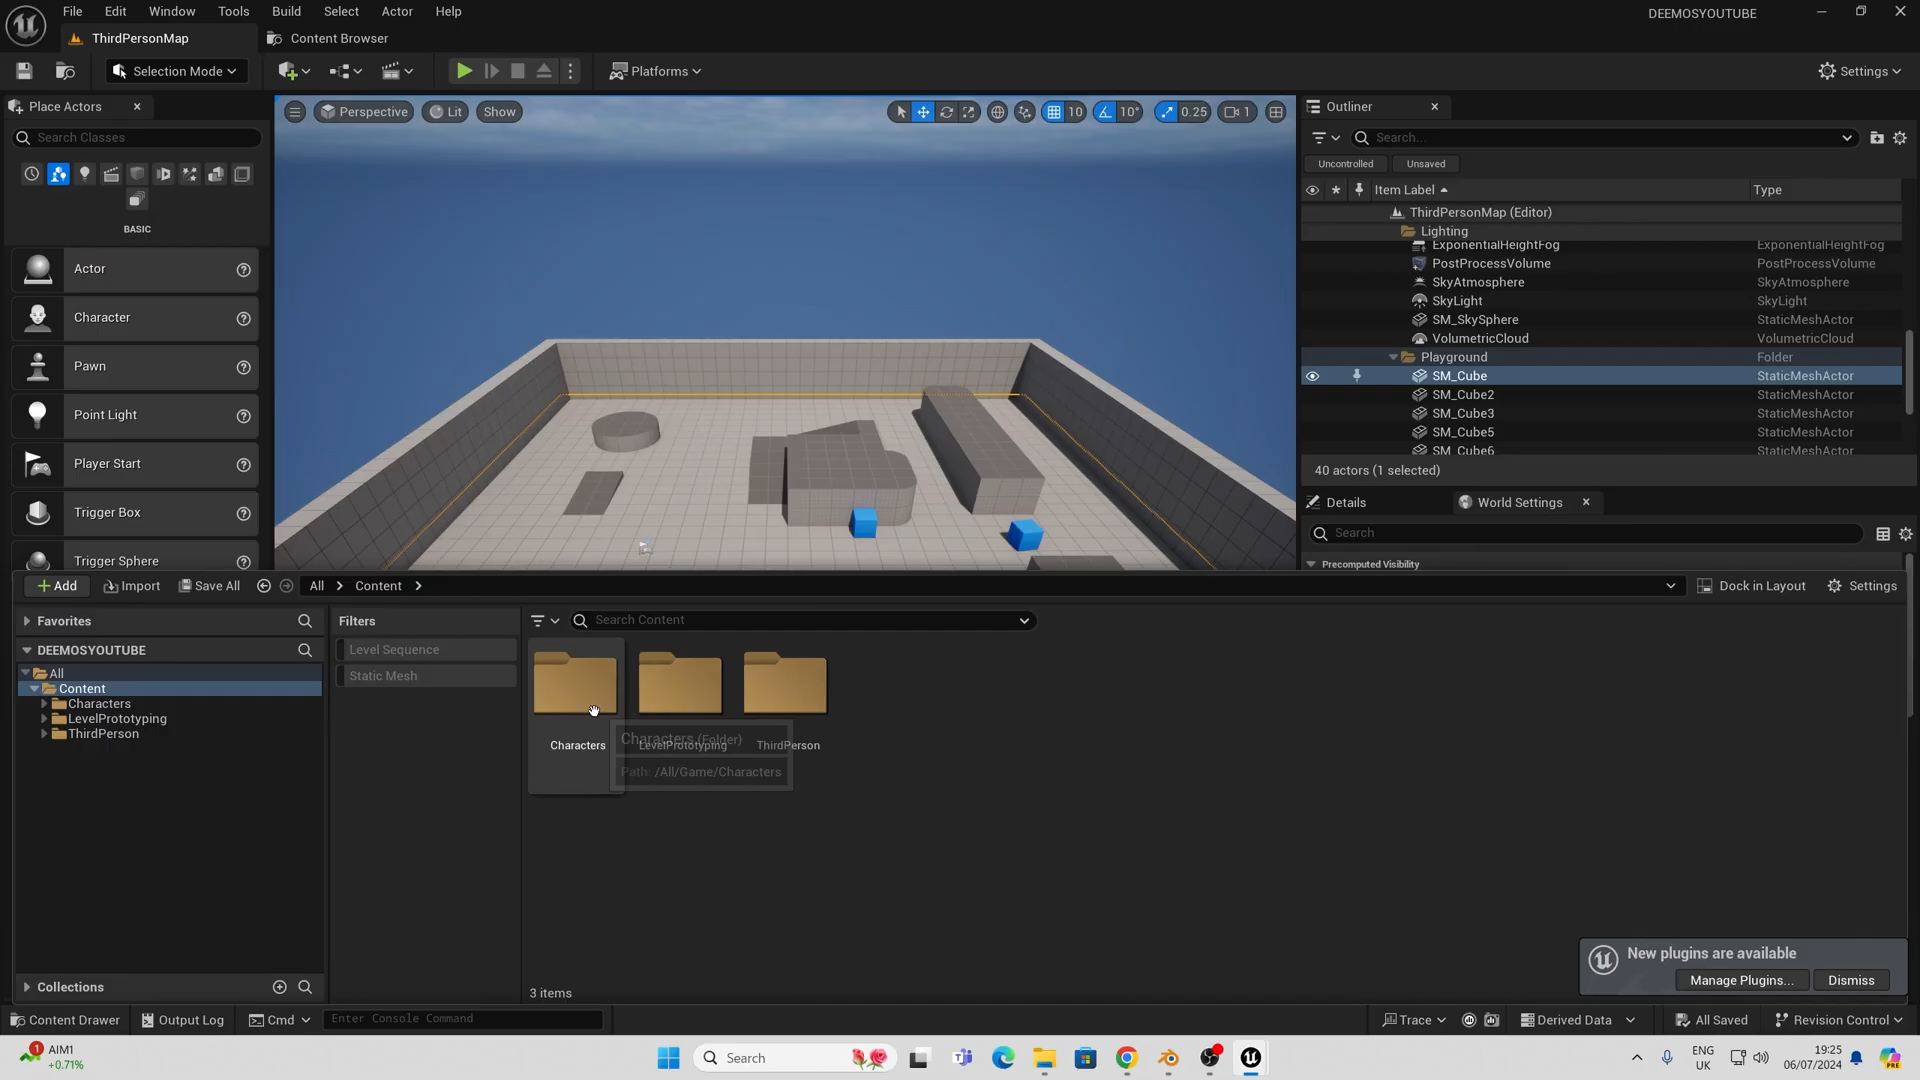 File Edit Window Tools Build Select Actor Help
DEEMOSYOUTUBE
ThirdPersonMap
Content Browser
Selection Mode
Platforms
Settings
Place Actors
Search Classes
BASIC
Actor
Character
Pawn
Point Light
Player Start
Trigger Box
Trigger Sphere
Perspective
Lit
Show
10
10°
0.25
1
Outliner
Search...
Uncontrolled
Unsaved
Item Label
Type
ThirdPersonMap (Editor)
Lighting
ExponentialHeightFog ExponentialHeightFog
PostProcessVolume PostProcessVolume
SkyAtmosphere SkyAtmosphere
SkyLight SkyLight
SM_SkySphere StaticMeshActor
VolumetricCloud VolumetricCloud
Playground Folder
SM_Cube StaticMeshActor
SM_Cube2 StaticMeshActor
SM_Cube3 StaticMeshActor
SM_Cube5 StaticMeshActor
SM_Cube6 StaticMeshActor
40 actors (1 selected)
Details
World Settings
Search
Precomputed Visibility
Add
Import
Save All
All
Content
Dock in Layout
Settings
Favorites
DEEMOSYOUTUBE
All
Content
Characters
LevelPrototyping
ThirdPerson
Collections
Filters
Level Sequence
Static Mesh
Search Content
Characters
LevelPrototyping
ThirdPerson
Characters (Folder)
Path: /All/Game/Characters
3 items
New plugins are available
Manage Plugins...
Dismiss
Content Drawer
Output Log
Cmd
Enter Console Command
Trace
Derived Data
All Saved
Revision Control
1
AIM1
+0.71%
Search
ENG
UK
19:25
06/07/2024
PRE